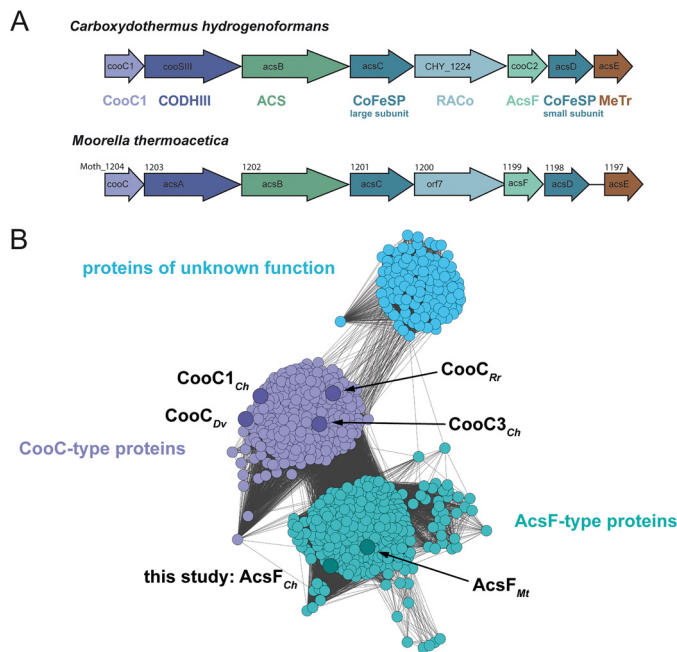 A
Carboxydothermus hydrogenoformans
cooC1 cooSIII acsB acsC CHY_1224 cooC2 acsD acsE
CooC1 CODHIII ACS CoFeSP RACo AcsF CoFeSP MeTr
large subunit small subunit
Moorella thermoacetica
Moth_1204 1203 1202 1201 1200 1199 1198 1197
cooC acsA acsB acsC orf7 acsF acsD acsE
B
proteins of unknown function
CooC1Ch
CooCRr
CooCDv
CooC3Ch
CooC-type proteins
AcsF-type proteins
this study: AcsFCh
AcsFMt